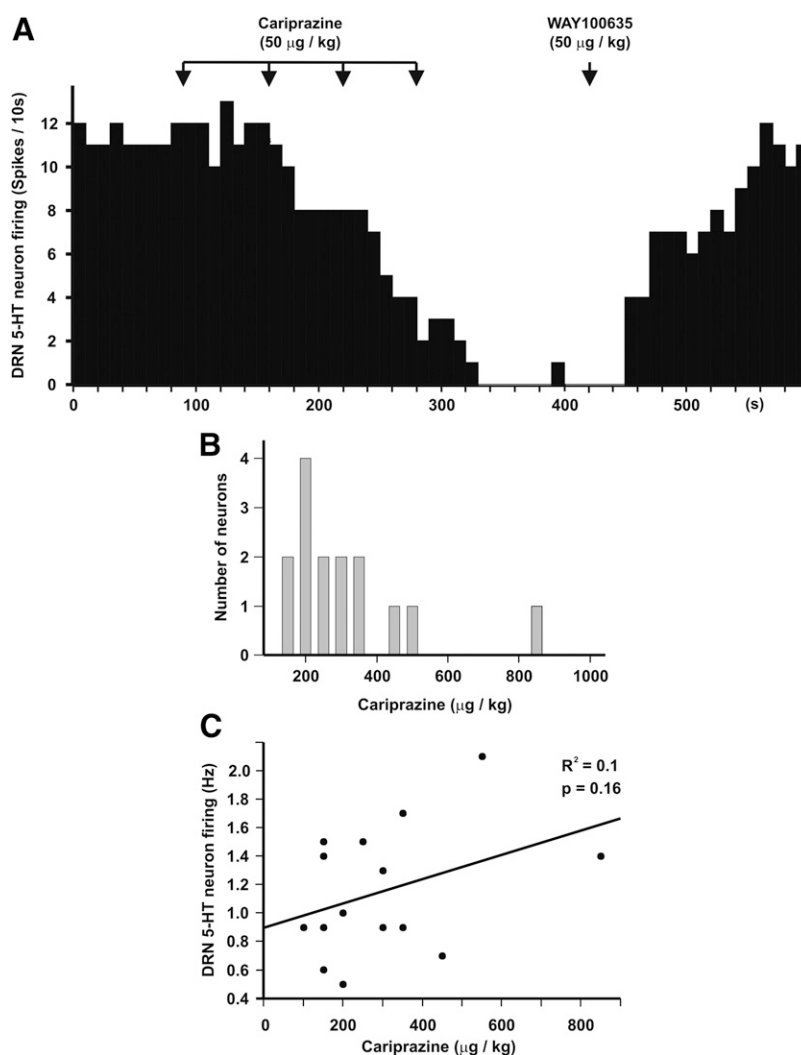 A
Cariprazine
(50 μg / kg)
WAY100635
(50 μg / kg)
DRN 5-HT neuron firing (Spikes / 10s)
12
10
8
6
4
2
0
0 100 200 300 400 500 (s)
B
Number of neurons
4
3
2
1
0
200 400 600 800 1000
Cariprazine (μg / kg)
C
DRN 5-HT neuron firing (Hz)
2.0
1.8
1.6
1.4
1.2
1.0
0.8
0.6
0.4
R² = 0.1
p = 0.16
0 200 400 600 800
Cariprazine (μg / kg)